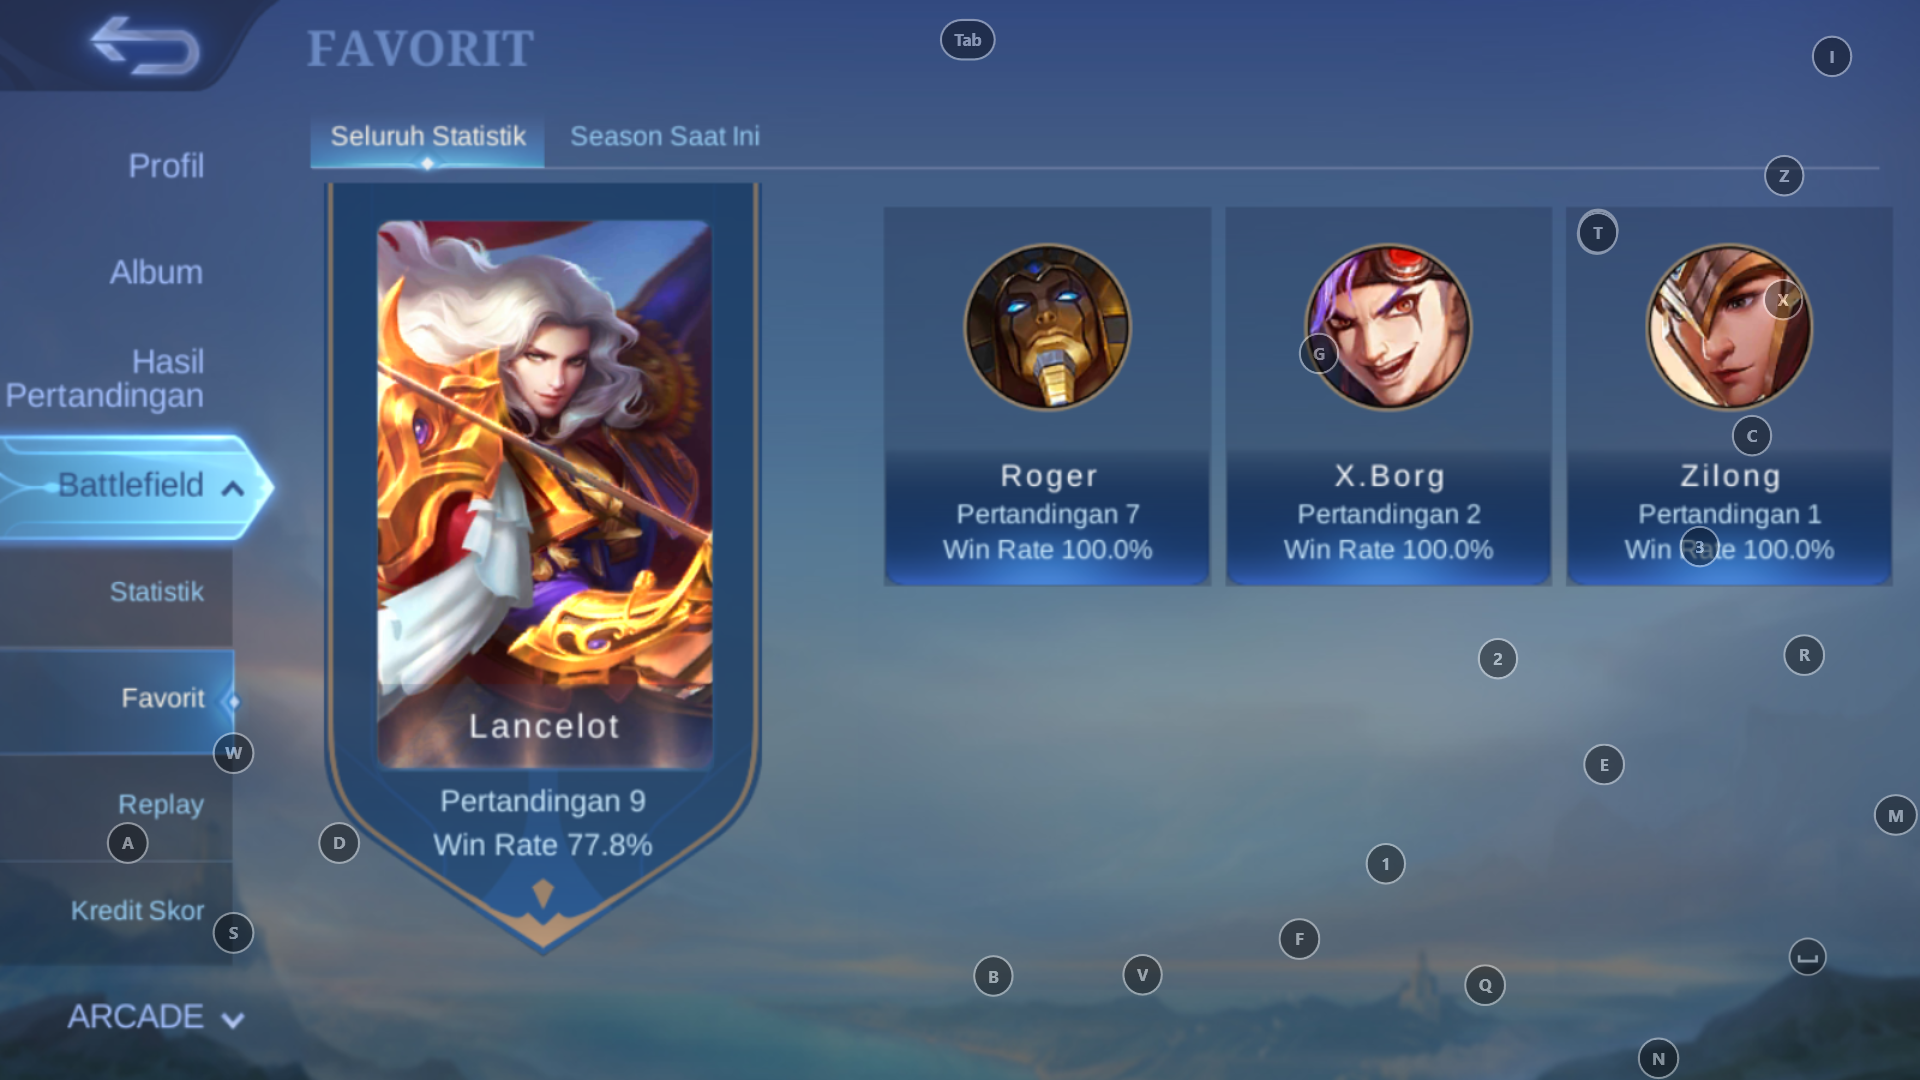 FAVORIT
Tab
I
Seluruh Statistik
Season Saat Ini
Profil
Album
Hasil
Pertandingan
Battlefield
Statistik
Favorit
Replay
Kredit Skor
ARCADE
Lancelot
Pertandingan 9
Win Rate 77.8%
Roger
Pertandingan 7
Win Rate 100.0%
X.Borg
Pertandingan 2
Win Rate 100.0%
Zilong
Pertandingan 1
Win Rate 100.0%
Z
T
X
G
C
3
2
R
W
E
M
A
D
1
S
F
B
V
Q
N